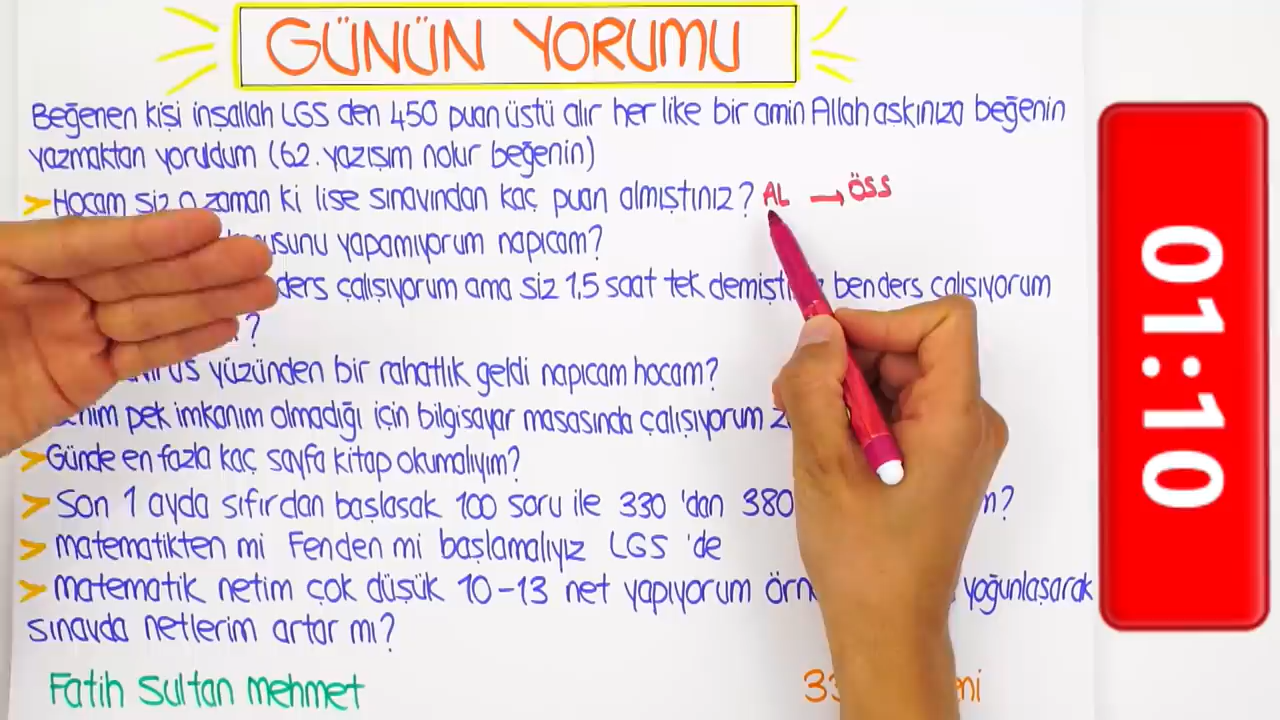 GÜNÜN YORUMU
Beğenen kişi inşallah LGS den 450 puan üstü alır her like bir amin Allah aşkınıza beğenin
yazmaktan yoruldum (62. yazışım nolur beğenin)
➤ Hocam siz o zaman ki lise sınavından kaç puan almıştınız? AL → ÖSS
yapamıyorum napıcam?
ders çalışıyorum ama siz 1,5 saat tek ben ders çalışıyorum
?
yüzünden bir rahatlık geldi napıcam hocam?
pek imkanım olmadığı için bilgisayar masasında çalışıyorum
➤ Günde en fazla kaç sayfa kitap okumalıyım?
➤ Son 1 ayda sıfırdan başlasak 100 soru ile 330 'dan 380
➤ matematikten mi Fenden mi başlamalıyız LGS 'de
➤ matematik netim çok düşük 10-13 net yapıyorum yoğunlaşarak
sınavda netlerim artar mı?
Fatih Sultan mehmet
01:10